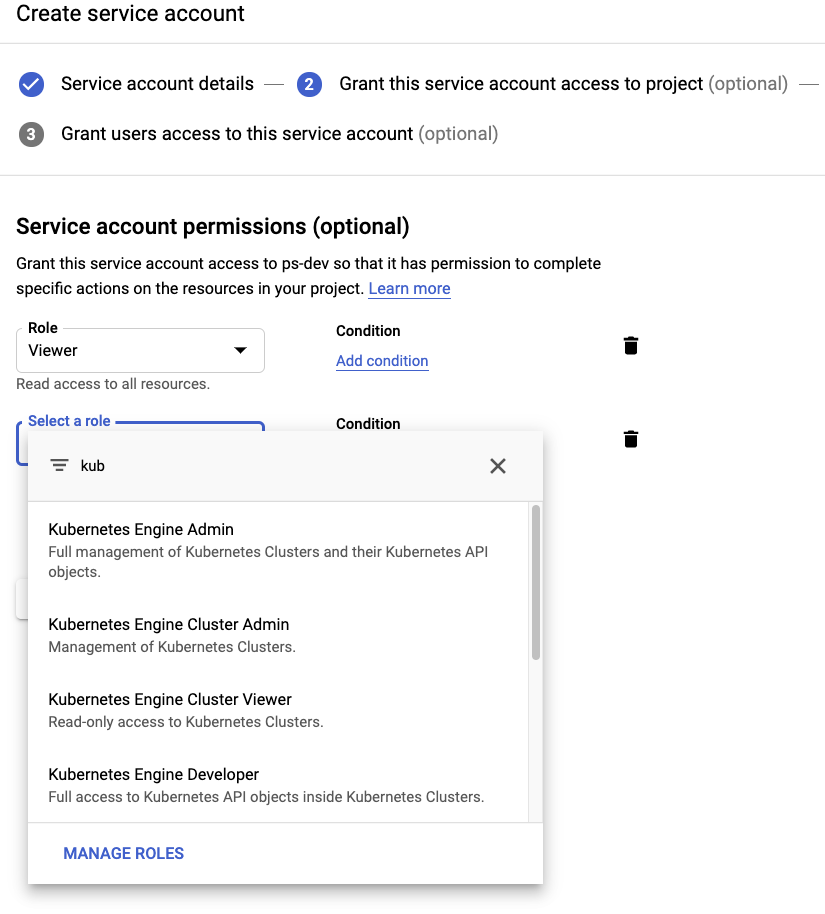 Create service account
Service account details
2 Grant this service account access to project (optional)
3 Grant users access to this service account (optional)
Service account permissions (optional)
Grant this service account access to ps-dev so that it has permission to complete
specific actions on the resources in your project. Learn more
Role
Viewer
Condition
Add condition
Read access to all resources.
Select a role
Condition
kub
Kubernetes Engine Admin
Full management of Kubernetes Clusters and their Kubernetes API
objects.
Kubernetes Engine Cluster Admin
Management of Kubernetes Clusters.
Kubernetes Engine Cluster Viewer
Read-only access to Kubernetes Clusters.
Kubernetes Engine Developer
Full access to Kubernetes API objects inside Kubernetes Clusters.
MANAGE ROLES